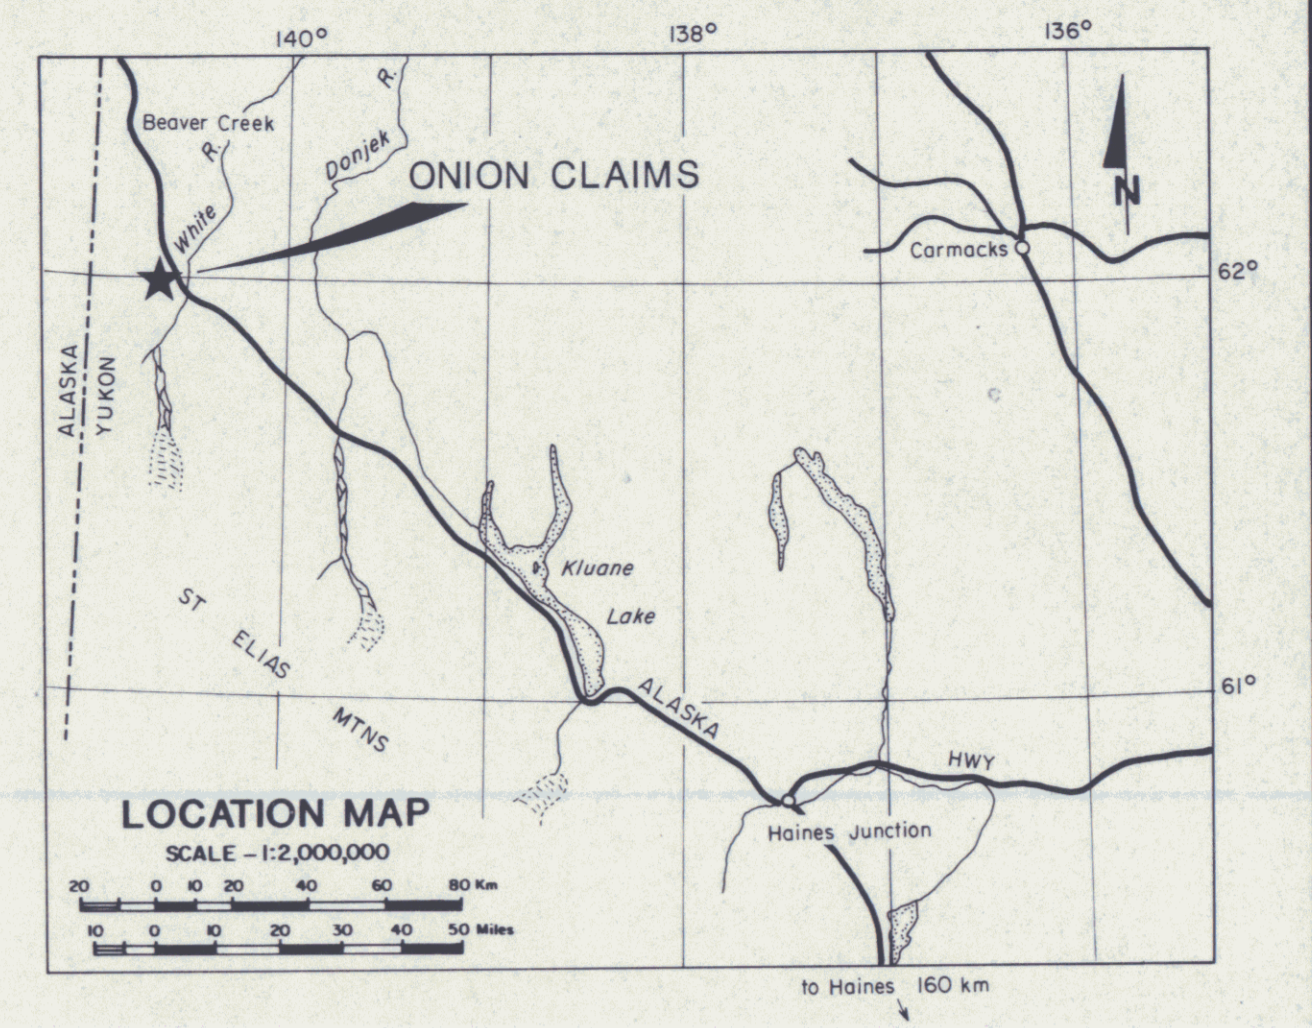 140° 138° 136°
R.
Beaver Creek
R.
Donjek
ONION CLAIMS
N
White
Carmacks
62°
ALASKA
YUKON
Kluane
Lake
ST
ELIAS
MTNS
61°
ALASKA
HWY
LOCATION MAP
SCALE – 1:2,000,000
Haines Junction
20 0 10 20 40 60 80 Km
10 0 10 20 30 40 50 Miles
to Haines 160 km